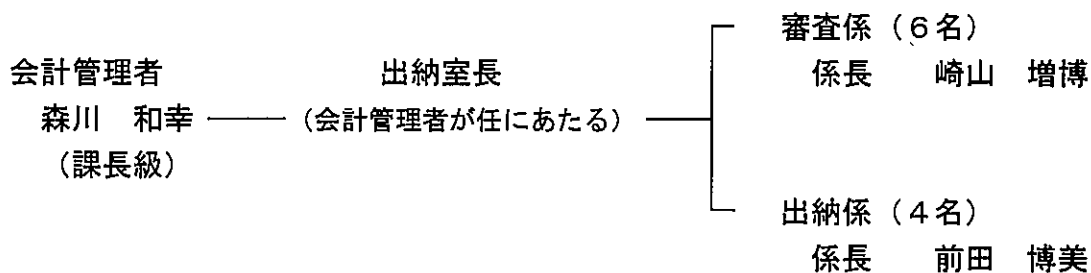 会計管理者
森川 和幸
（課長級）
出納室長
（会計管理者が任にあたる）
審査係（６名）
係長 崎山 増博
出納係（４名）
係長 前田 博美